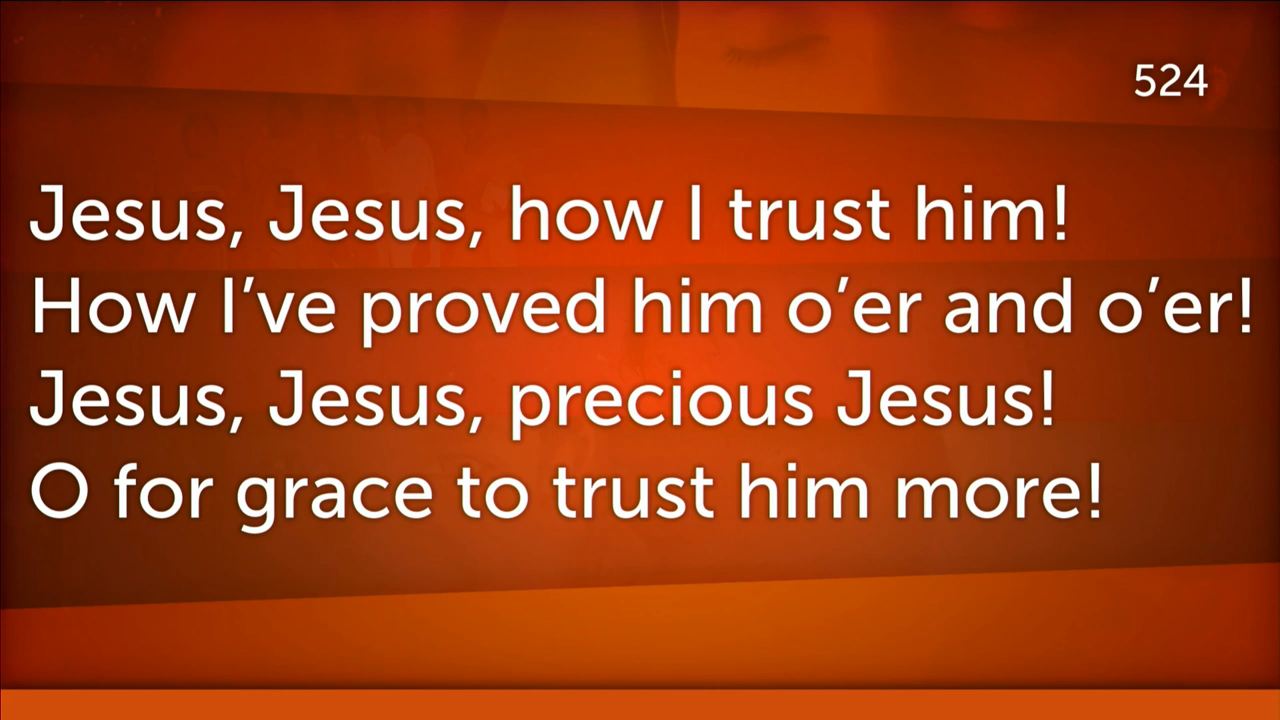 524
Jesus, Jesus, how I trust him!
How I’ve proved him o’er and o’er!
Jesus, Jesus, precious Jesus!
O for grace to trust him more!